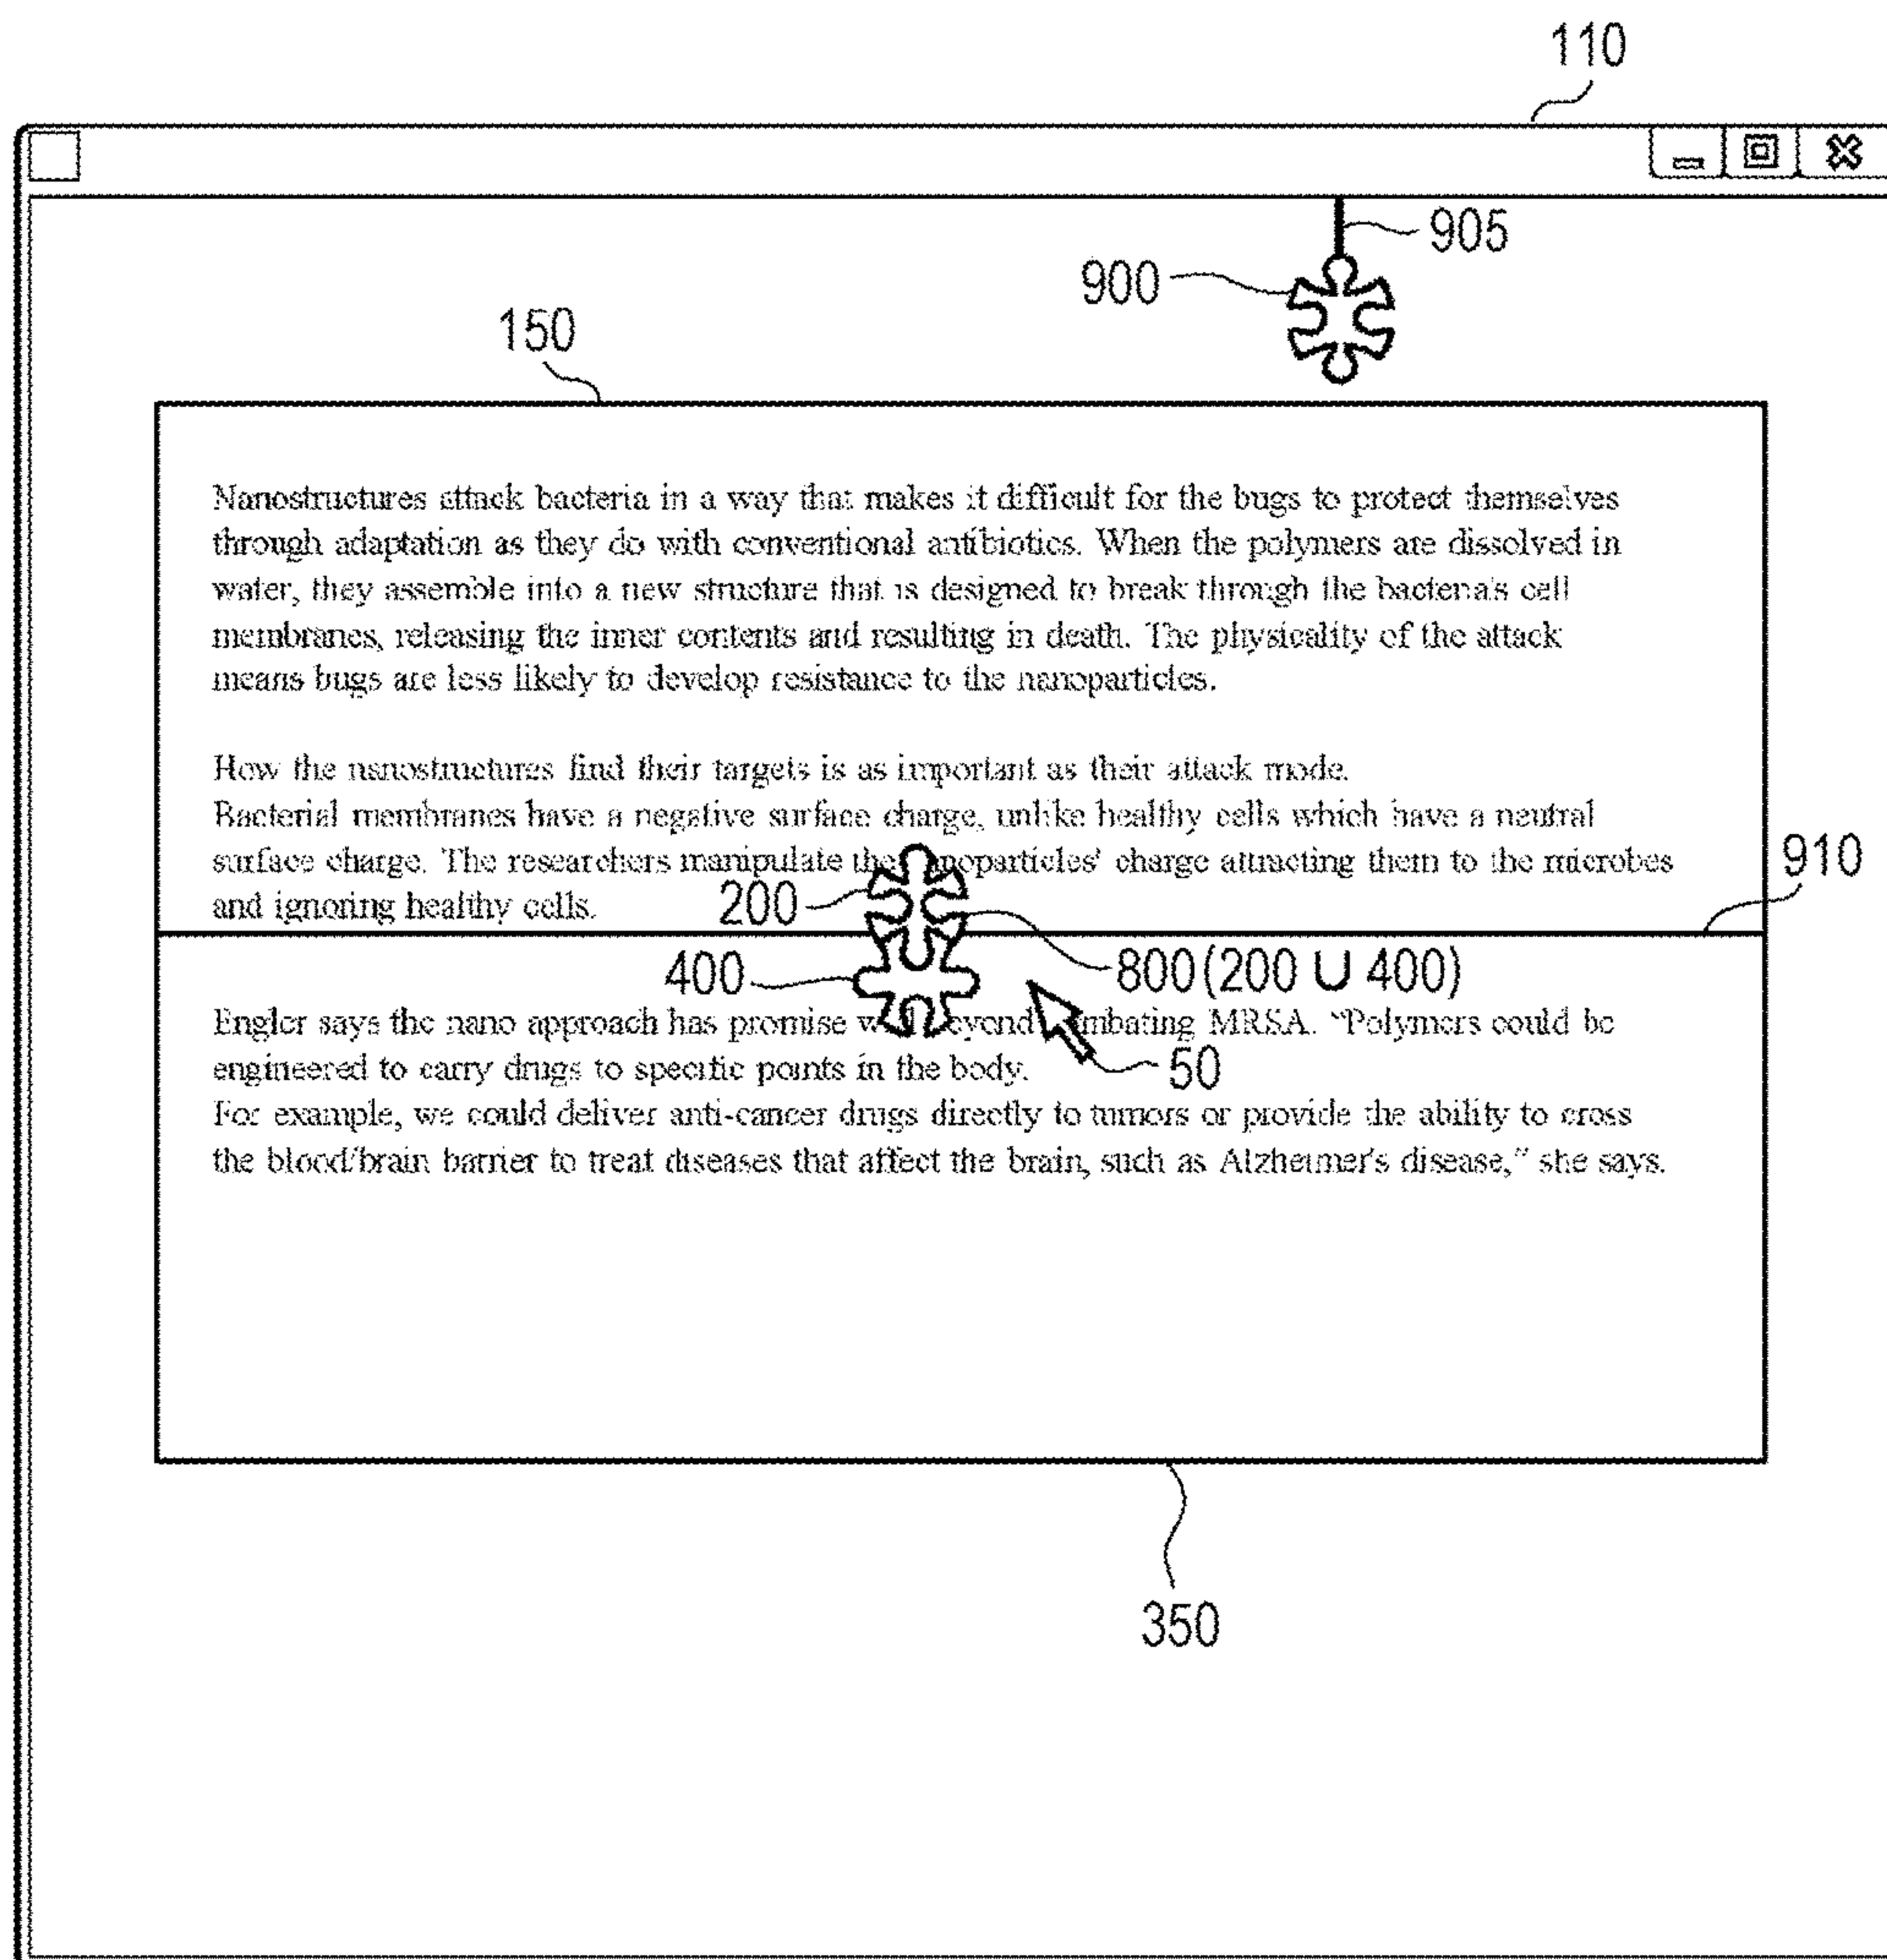 110
905
900
150
Nanostructures attack bacteria in a way that makes it difficult for the bugs to protect themselves
through adaptation as they do with conventional antibiotics. When the polymers are dissolved in
water, they assemble into a new structure that is designed to break through the bacteria's cell
membranes, releasing the inner contents and resulting in death. The physicality of the attack
means bugs are less likely to develop resistance to the nanoparticles.
How the nanostructures find their targets is as important as their attack mode.
Bacterial membranes have a negative surface charge, unlike healthy cells which have a neutral
surface charge. The researchers manipulate the noparticles' charge attracting them to the microbes
910
and ignoring healthy cells.
200
400
800 (200 ∪ 400)
Engler says the nano approach has promise w beyond mbating MRSA. "Polymers could be
engineered to carry drugs to specific points in the body.
50
For example, we could deliver anti-cancer drugs directly to tumors or provide the ability to cross
the blood/brain barrier to treat diseases that affect the brain, such as Alzheimer's disease," she says.
350